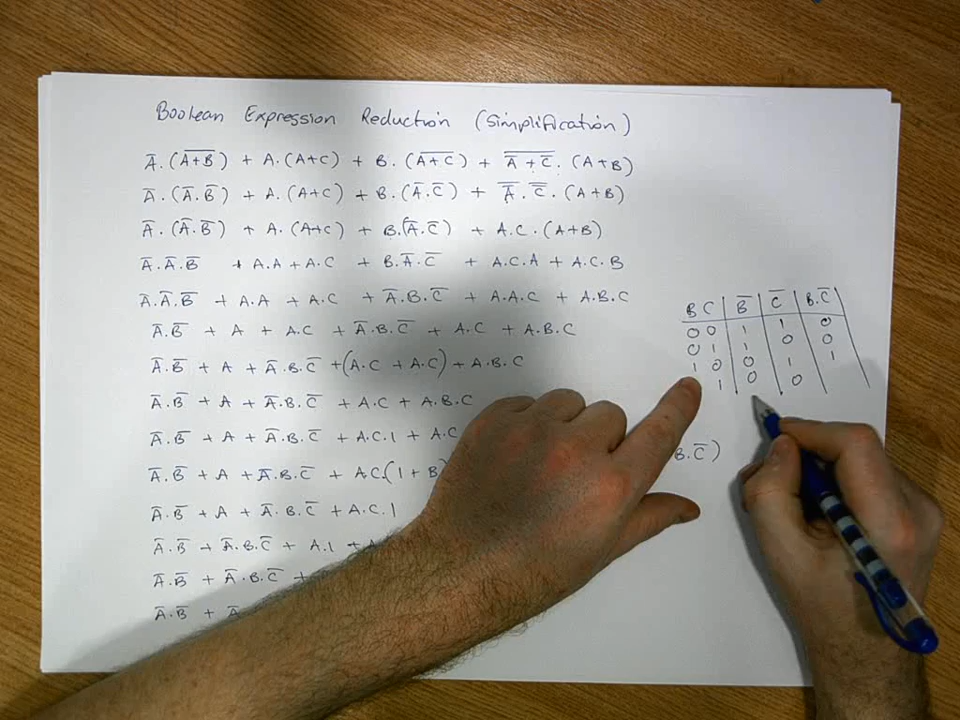 Boolean Expression Reduction (Simplification)
A̅.(A̅+̅B̅) + A.(A+C) + B.(A̅+̅C̅) + A̅̅ ̅+̅ ̅C̅̅.(A+B)
A̅.(A̅.B̅) + A.(A+C) + B.(A̅.C̅) + A̿.C̿.(A+B)
A̅.(A̅.B̅) + A.(A+C) + B.(A̅.C̅) + A.C.(A+B)
A̅.A̅.B̅ + A.A + A.C + B.A̅.C̅ + A.C.A + A.C.B
A̅.A̅.B̅ + A.A + A.C + A̅.B.C̅ + A.A.C + A.B.C
A̅.B̅ + A + A.C + A̅.B.C̅ + A.C + A.B.C
A̅.B̅ + A + A̅.B.C̅ + (A.C + A.C) + A.B.C
A̅.B̅ + A + A̅.B.C̅ + A.C + A.B.C
A̅.B̅ + A + A̅.B.C̅ + A.C.1 + A.C
A̅.B̅ + A + A̅.B.C̅ + A.C.(1 + B)
A̅.B̅ + A + A̅.B.C̅ + A.C.1
A̅.B̅ + A̅.B.C̅ + A.1 +
A̅.B̅ + A̅.B.C̅ +
A̅.B̅ + A̅
B C | B̅ | C̅ | B.C̅
0 0 | 1 | 1 | 0
0 1 | 1 | 0 | 0
1 0 | 0 | 1 | 1
1 | 0 | 0
B.C̅)